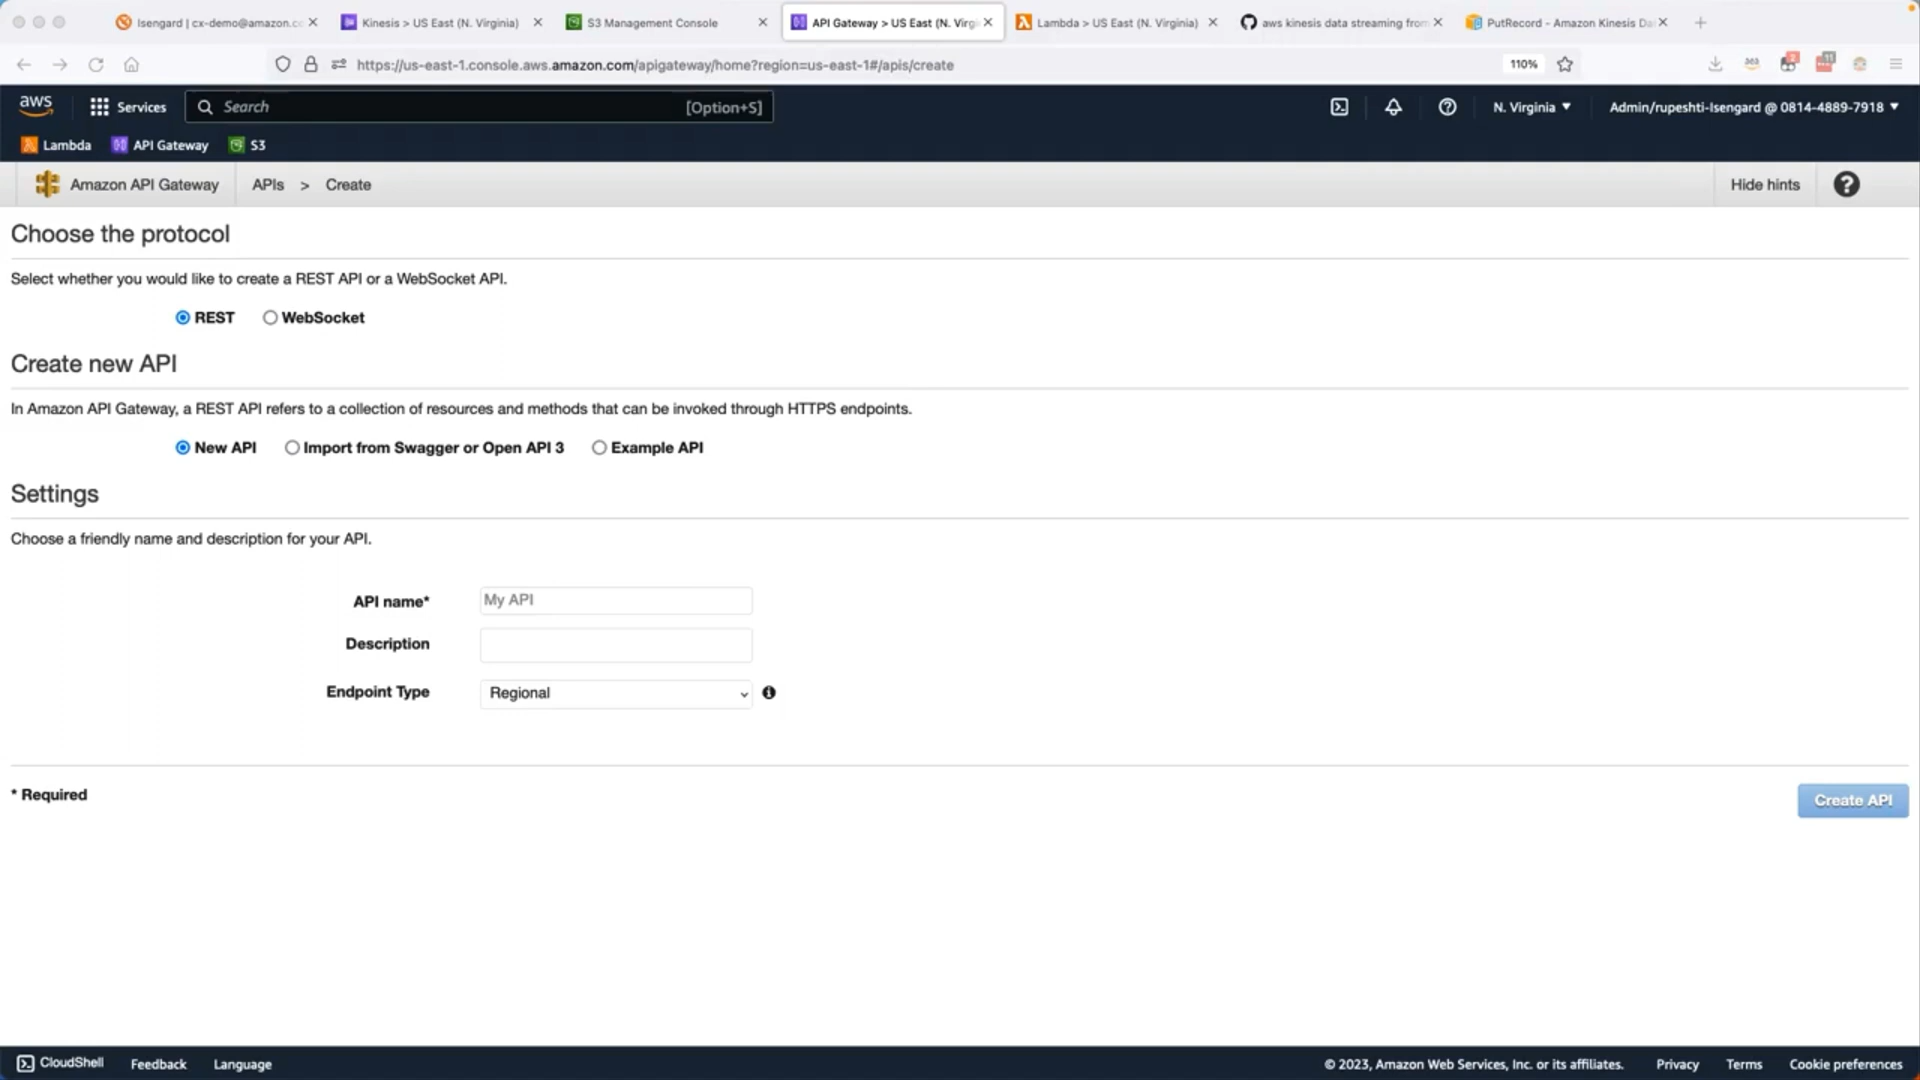 Isengard | cx-demo@amazon.cc
Kinesis > US East (N. Virginia)
S3 Management Console
API Gateway > US East (N. Virgi
Lambda > US East (N. Virginia)
aws kinesis data streaming from
PutRecord - Amazon Kinesis Da
https://us-east-1.console.aws.amazon.com/apigateway/home?region=us-east-1#/apis/create
110%
aws
Services
Search
[Option+S]
N. Virginia
Admin/rupeshti-Isengard @ 0814-4889-7918
Lambda
API Gateway
S3
Amazon API Gateway
APIs > Create
Hide hints
Choose the protocol
Select whether you would like to create a REST API or a WebSocket API.
REST
WebSocket
Create new API
In Amazon API Gateway, a REST API refers to a collection of resources and methods that can be invoked through HTTPS endpoints.
New API
Import from Swagger or Open API 3
Example API
Settings
Choose a friendly name and description for your API.
API name*
My API
Description
Endpoint Type
Regional
* Required
Create API
CloudShell
Feedback
Language
© 2023, Amazon Web Services, Inc. or its affiliates.
Privacy
Terms
Cookie preferences